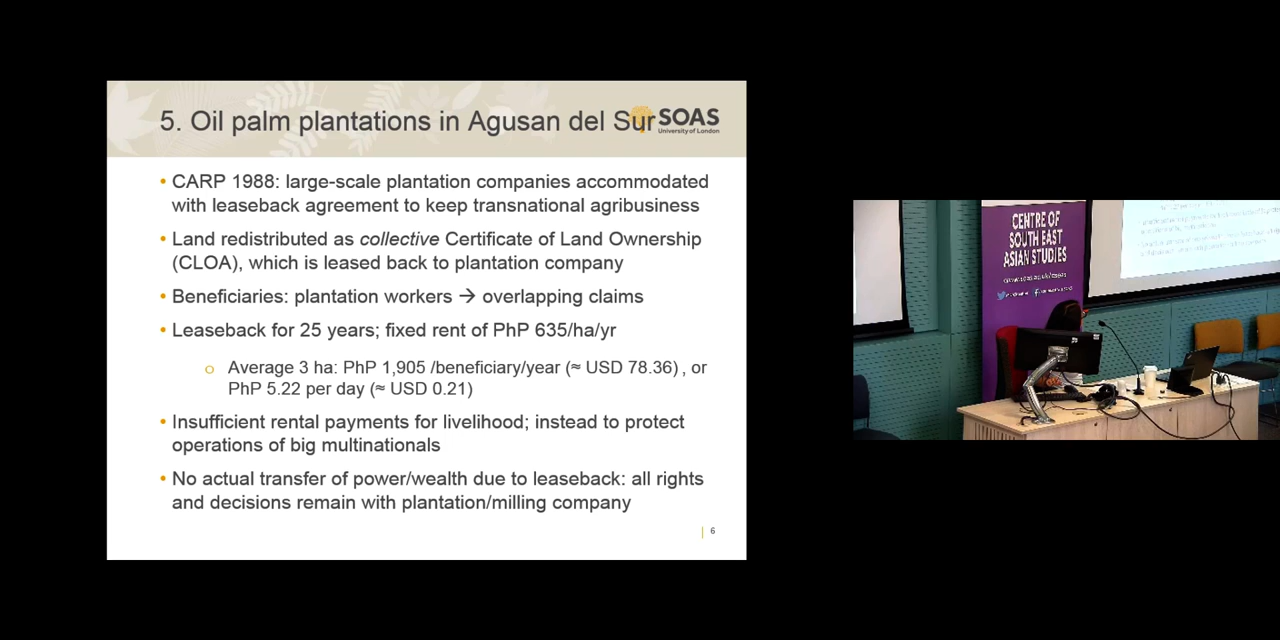 5. Oil palm plantations in Agusan del Sur
SOAS
University of London
• CARP 1988: large-scale plantation companies accommodated
with leaseback agreement to keep transnational agribusiness
• Land redistributed as collective Certificate of Land Ownership
(CLOA), which is leased back to plantation company
• Beneficiaries: plantation workers → overlapping claims
• Leaseback for 25 years; fixed rent of PhP 635/ha/yr
o Average 3 ha: PhP 1,905 /beneficiary/year (≈ USD 78.36) , or
PhP 5.22 per day (≈ USD 0.21)
• Insufficient rental payments for livelihood; instead to protect
operations of big multinationals
• No actual transfer of power/wealth due to leaseback: all rights
and decisions remain with plantation/milling company
6
CENTRE OF
SOUTH EAST
ASIAN STUDIES